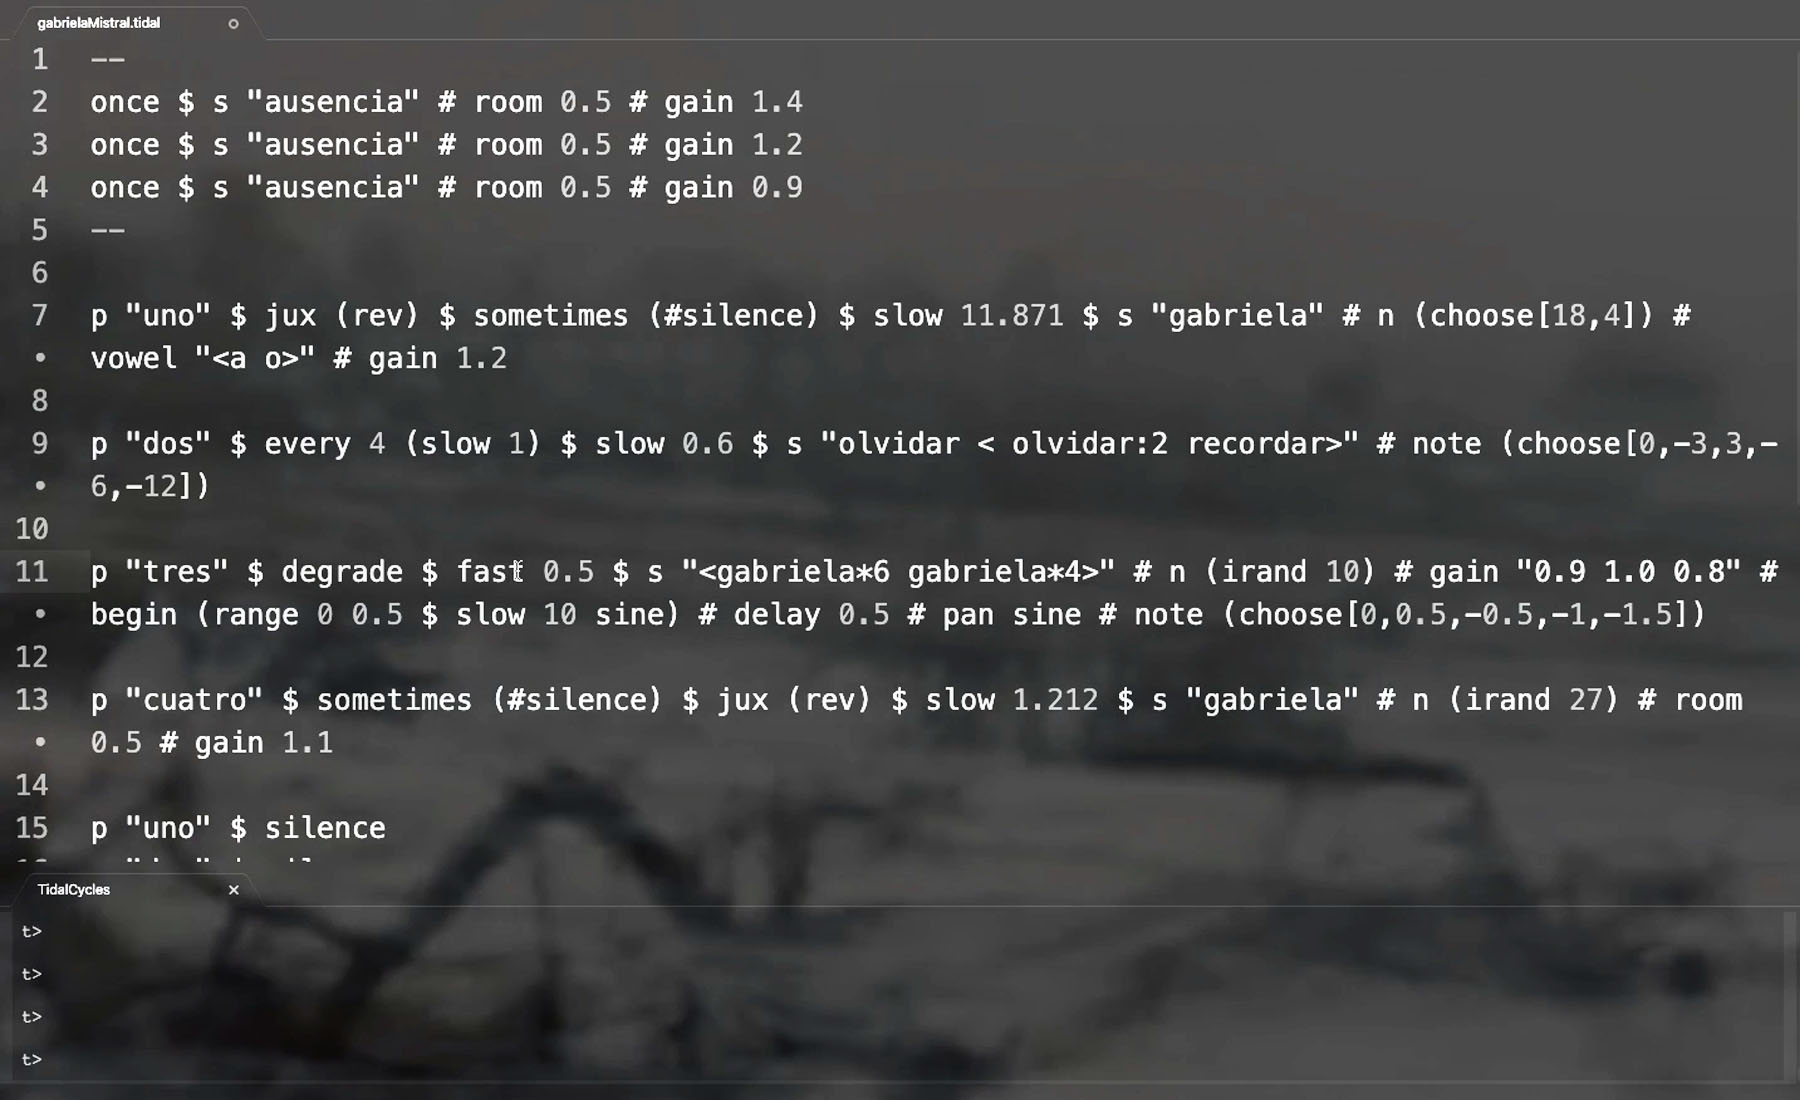 gabrielaMistral.tidal
1 --
2 once $ s "ausencia" # room 0.5 # gain 1.4
3 once $ s "ausencia" # room 0.5 # gain 1.2
4 once $ s "ausencia" # room 0.5 # gain 0.9
5 --
6
7 p "uno" $ jux (rev) $ sometimes (#silence) $ slow 11.871 $ s "gabriela" # n (choose[18,4]) #
• vowel "<a o>" # gain 1.2
8
9 p "dos" $ every 4 (slow 1) $ slow 0.6 $ s "olvidar < olvidar:2 recordar>" # note (choose[0,-3,3,-
• 6,-12])
10
11 p "tres" $ degrade $ fast 0.5 $ s "<gabriela*6 gabriela*4>" # n (irand 10) # gain "0.9 1.0 0.8" #
• begin (range 0 0.5 $ slow 10 sine) # delay 0.5 # pan sine # note (choose[0,0.5,-0.5,-1,-1.5])
12
13 p "cuatro" $ sometimes (#silence) $ jux (rev) $ slow 1.212 $ s "gabriela" # n (irand 27) # room
• 0.5 # gain 1.1
14
15 p "uno" $ silence
TidalCycles ×
t>
t>
t>
t>